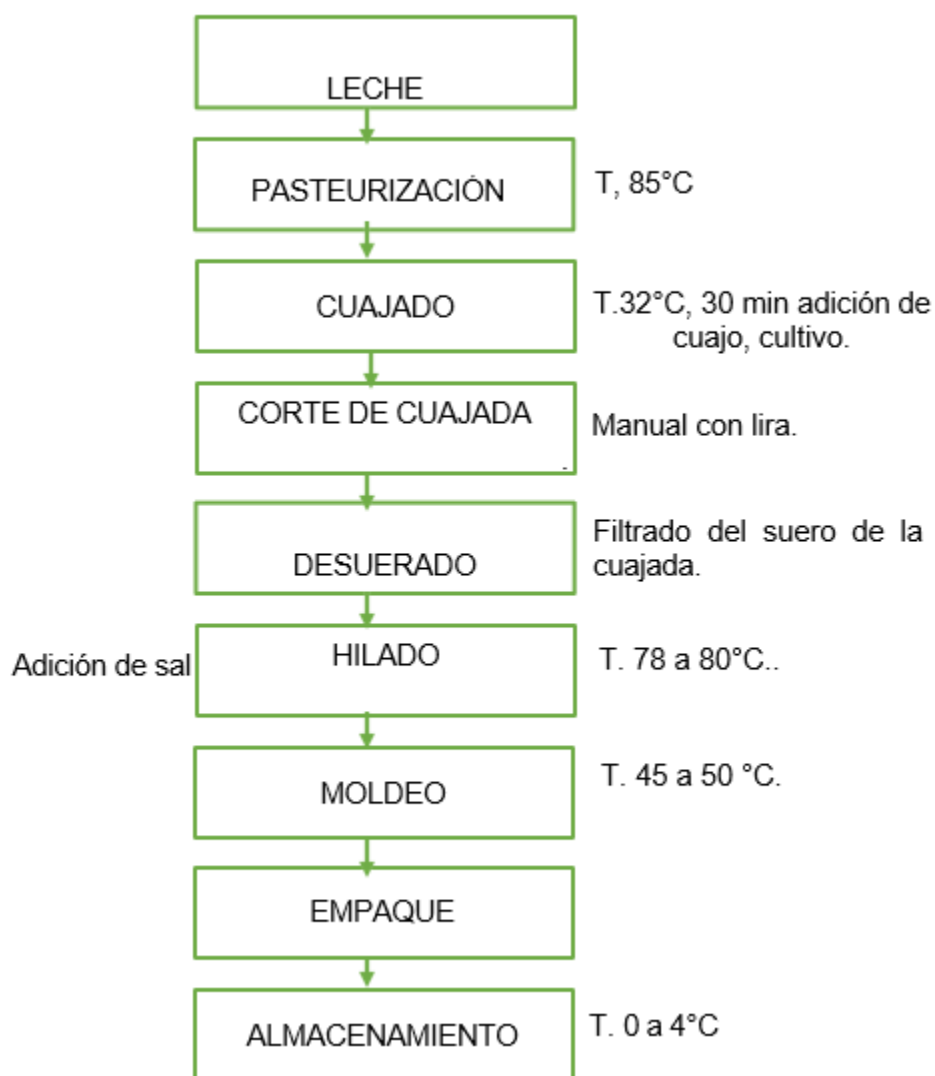 LECHE
PASTEURIZACIÓN
T, 85°C
CUAJADO
T.32°C, 30 min adición de
cuajo, cultivo.
CORTE DE CUAJADA
.
Manual con lira.
DESUERADO
Filtrado del suero de la
cuajada.
Adición de sal
HILADO
T. 78 a 80°C..
MOLDEO
T. 45 a 50 °C.
EMPAQUE
ALMACENAMIENTO
T. 0 a 4°C